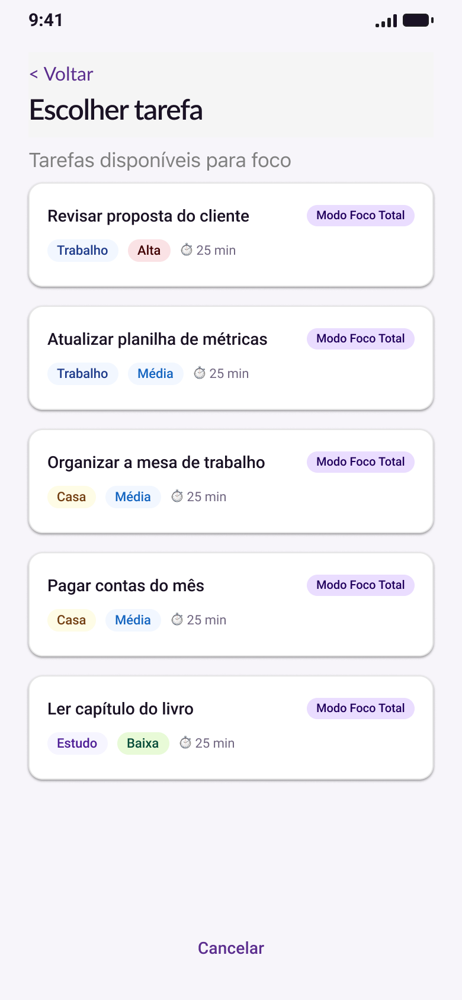 9:41
< Voltar
Escolher tarefa
Tarefas disponíveis para foco
Revisar proposta do cliente Modo Foco Total
Trabalho Alta ⏱ 25 min
Atualizar planilha de métricas Modo Foco Total
Trabalho Média ⏱ 25 min
Organizar a mesa de trabalho Modo Foco Total
Casa Média ⏱ 25 min
Pagar contas do mês Modo Foco Total
Casa Média ⏱ 25 min
Ler capítulo do livro Modo Foco Total
Estudo Baixa ⏱ 25 min
Cancelar